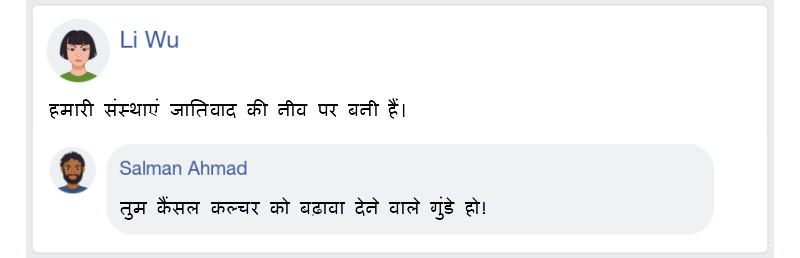 Li Wu
हमारी संस्थाएं जातिवाद की नीव पर बनी हैं।
Salman Ahmad
तुम कैंसल कल्चर को बढ़ावा देने वाले गुंडे हो!